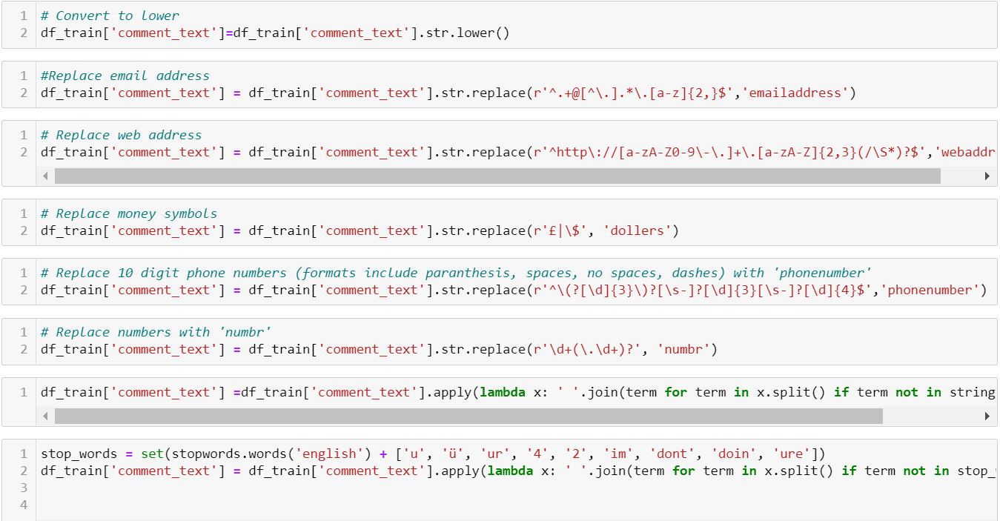 1 # Convert to lower
2 df_train['comment_text']=df_train['comment_text'].str.lower()
1 #Replace email address
2 df_train['comment_text'] = df_train['comment_text'].str.replace(r'^.+@[^\.].*\.[a-z]{2,}$','emailaddress')
1 # Replace web address
2 df_train['comment_text'] = df_train['comment_text'].str.replace(r'^http\://[a-zA-Z0-9\-\.]+\.[a-zA-Z]{2,3}(/\S*)?$','webaddr
1 # Replace money symbols
2 df_train['comment_text'] = df_train['comment_text'].str.replace(r'£|\$', 'dollers')
1 # Replace 10 digit phone numbers (formats include paranthesis, spaces, no spaces, dashes) with 'phonenumber'
2 df_train['comment_text'] = df_train['comment_text'].str.replace(r'^\(?[\d]{3}\)?[\s-]?[\d]{3}[\s-]?[\d]{4}$','phonenumber')
1 # Replace numbers with 'numbr'
2 df_train['comment_text'] = df_train['comment_text'].str.replace(r'\d+(\.\d+)?', 'numbr')
1 df_train['comment_text'] =df_train['comment_text'].apply(lambda x: ' '.join(term for term in x.split() if term not in string
1 stop_words = set(stopwords.words('english') + ['u', 'ü', 'ur', '4', '2', 'im', 'dont', 'doin', 'ure'])
2 df_train['comment_text'] = df_train['comment_text'].apply(lambda x: ' '.join(term for term in x.split() if term not in stop_
3
4